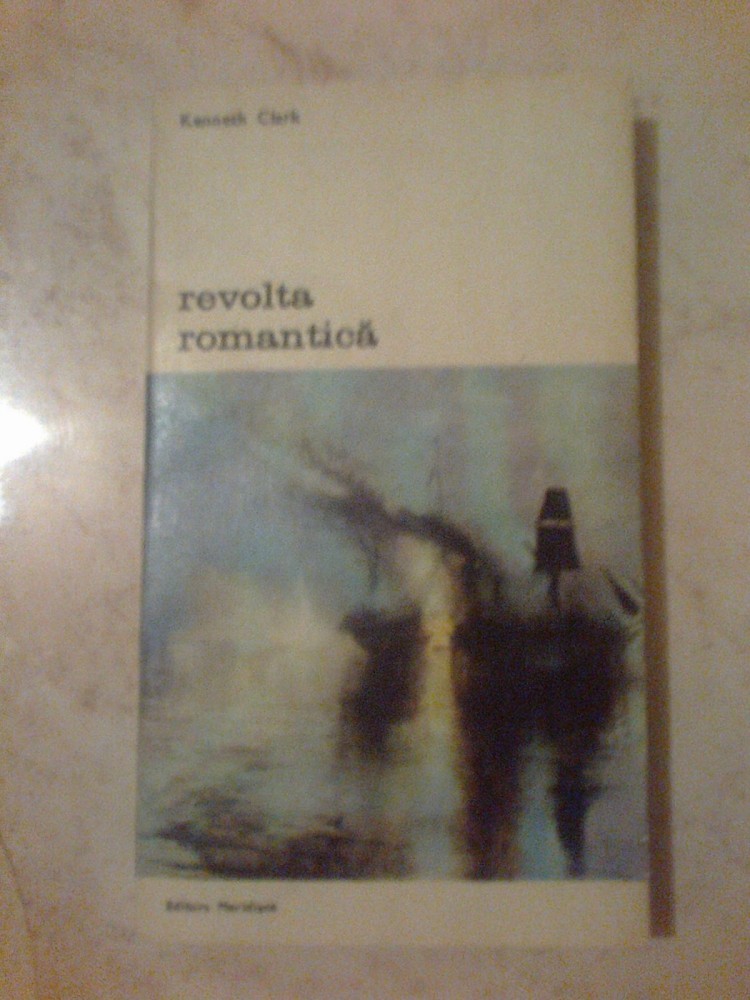 Kenneth Clark
revolta
romantică
Editura Meridiane